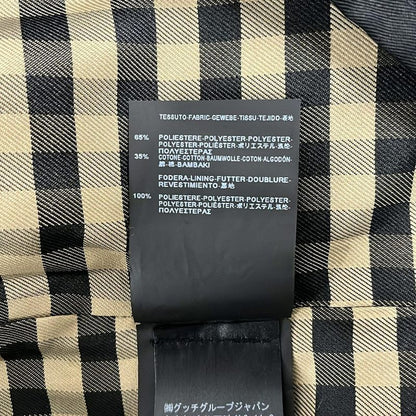 TESSUTO-FABRIC-GEWEBE-TISSU-TEJIDO-基地
65% POLIESTERE-POLYESTER-POLYESTER-
POLYESTER-POLIÉSTER-ポリエステル-涤纶-
ΠΟΛΥΕΣΤΕΡΑΣ
35% COTONE-COTTON-BAUMWOLLE-COTON-ALGODÓN-
綿-棉-ΒΑΜΒΑΚΙ
FODERA-LINING-FUTTER-DOUBLURE-
REVESTIMIENTO-基地
100% POLIESTERE-POLYESTER-POLYESTER-
POLYESTER-POLIÉSTER-ポリエステル-涤纶-
ΠΟΛΥΕΣΤΕΡΑΣ
㈱グッチグループジャパン